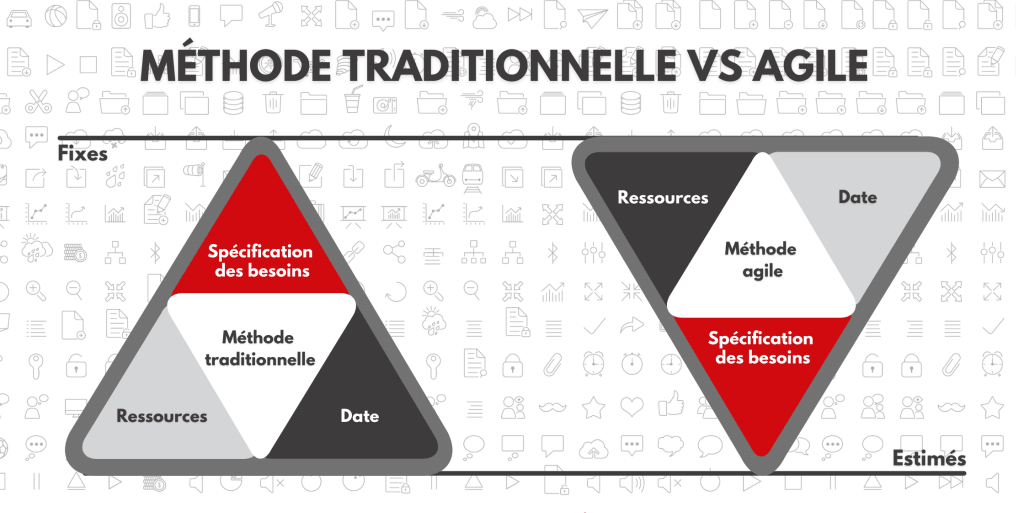 MÉTHODE TRADITIONNELLE VS AGILE
Fixes
Spécification
des besoins
Méthode
traditionnelle
Ressources
Date
Ressources
Date
Méthode
agile
Spécification
des besoins
Estimés